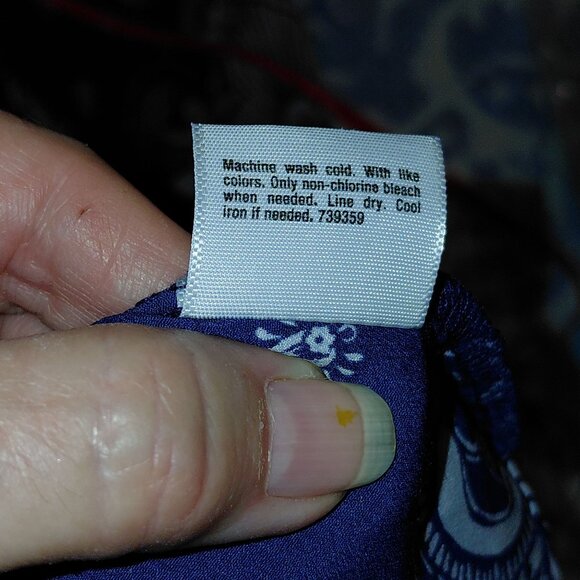 Machine wash cold. With like
colors. Only non-chlorine bleach
when needed. Line dry. Cool
iron if needed. 739359